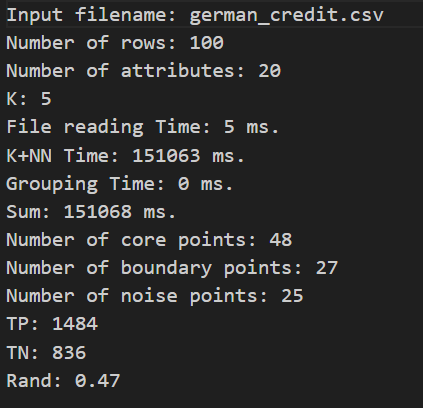 Input filename: german_credit.csv
Number of rows: 100
Number of attributes: 20
K: 5
File reading Time: 5 ms.
K+NN Time: 151063 ms.
Grouping Time: 0 ms.
Sum: 151068 ms.
Number of core points: 48
Number of boundary points: 27
Number of noise points: 25
TP: 1484
TN: 836
Rand: 0.47